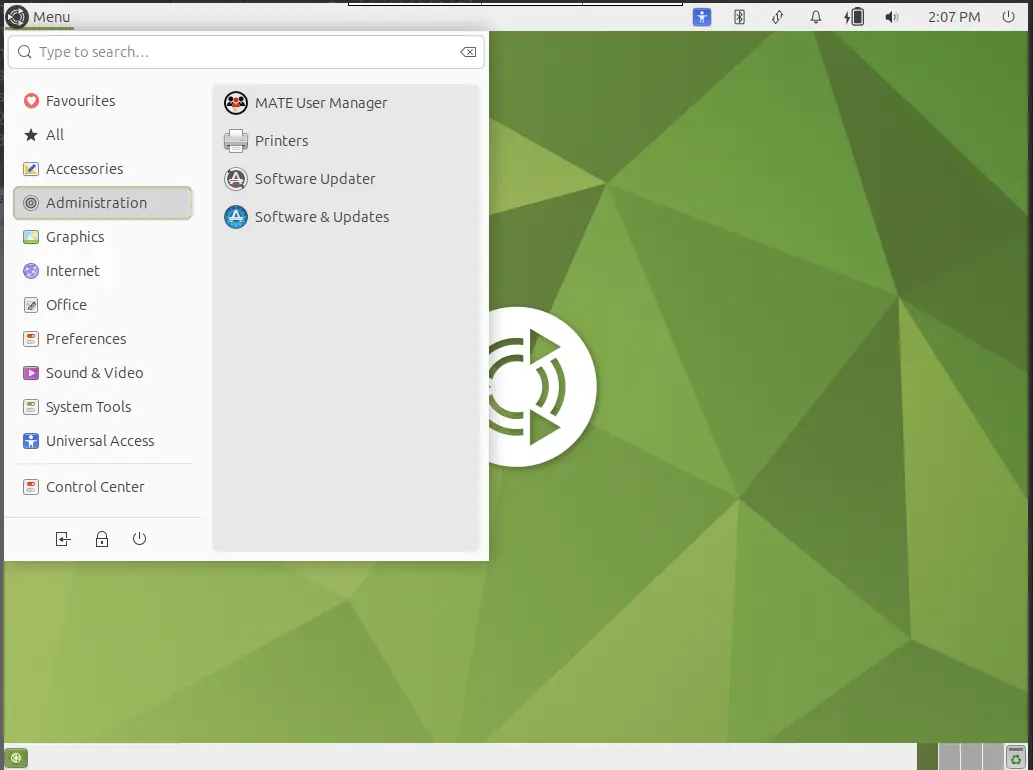 Menu
2:07 PM
Type to search...
Favourites
All
Accessories
Administration
Graphics
Internet
Office
Preferences
Sound & Video
System Tools
Universal Access
Control Center
MATE User Manager
Printers
Software Updater
Software & Updates